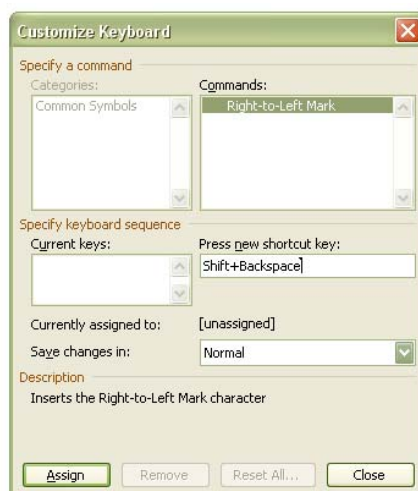 Customize Keyboard
Specify a command
Categories:
Commands:
Common Symbols
Right-to-Left Mark
Specify keyboard sequence
Current keys:
Press new shortcut key:
Shift+Backspace
Currently assigned to:
[unassigned]
Save changes in:
Normal
Description
Inserts the Right-to-Left Mark character
Assign
Remove
Reset All...
Close